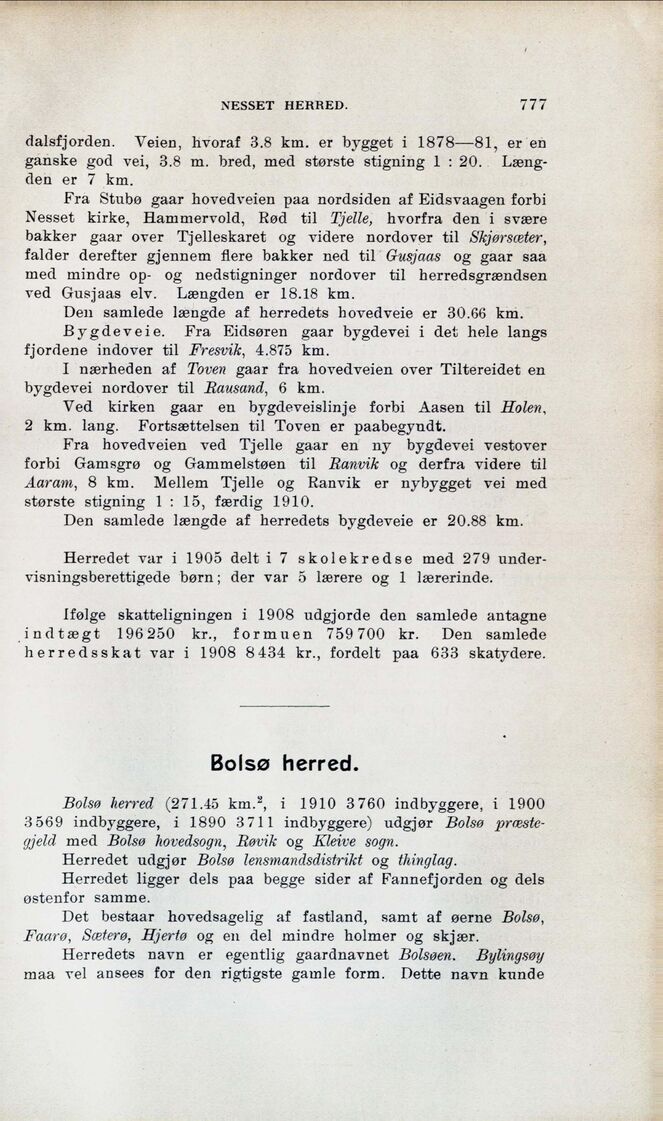 NESSET HERRED. 777
dalsfjorden. Veien, hvoraf 3.8 km. er bygget i 1878—81, er en
ganske god vei, 3.8 m. bred, med største stigning 1 : 20. Læng-
den er 7 km.
Fra Stubø gaar hovedveien paa nordsiden af Eidsvaagen forbi
Nesset kirke, Hammervold, Rød til Tjelle, hvorfra den i svære
bakker gaar over Tjelleskaret og videre nordover til Skjørsæter,
falder derefter gjennem flere bakker ned til Gusjaas og gaar saa
med mindre op- og nedstigninger nordover til herredsgrændsen
ved Gusjaas elv. Længden er 18.18 km.
Den samlede længde af herredets hovedveie er 30.66 km.
Bygdeveie. Fra Eidsøren gaar bygdevei i det hele langs
fjordene indover til Fresvik, 4.875 km.
I nærheden af Toven gaar fra hovedveien over Tiltereidet en
bygdevei nordover til Rausand, 6 km.
Ved kirken gaar en bygdeveislinje forbi Aasen til Holen,
2 km. lang. Fortsættelsen til Toven er paabegyndt.
Fra hovedveien ved Tjelle gaar en ny bygdevei vestover
forbi Gamsgrø og Gammelstøen til Ranvik og derfra videre til
Aaram, 8 km. Mellem Tjelle og Ranvik er nybygget vei med
største stigning 1 : 15, færdig 1910.
Den samlede længde af herredets bygdeveie er 20.88 km.
Herredet var i 1905 delt i 7 skolekredse med 279 under-
visningsberettigede børn; der var 5 lærere og 1 lærerinde.
Ifølge skatteligningen i 1908 udgjorde den samlede antagne
indtægt 196 250 kr., formuen 759 700 kr. Den samlede
herredsskat var i 1908 8 434 kr., fordelt paa 633 skatydere.
Bolsø herred.
Bolsø herred (271.45 km.², i 1910 3 760 indbyggere, i 1900
3 569 indbyggere, i 1890 3 711 indbyggere) udgjør Bolsø præste-
gjeld med Bolsø hovedsogn, Røvik og Kleive sogn.
Herredet udgjør Bolsø lensmandsdistrikt og thinglag.
Herredet ligger dels paa begge sider af Fannefjorden og dels
østenfor samme.
Det bestaar hovedsagelig af fastland, samt af øerne Bolsø,
Faarø, Sæterø, Hjertø og en del mindre holmer og skjær.
Herredets navn er egentlig gaardnavnet Bolsøen. Bylingsøy
maa vel ansees for den rigtigste gamle form. Dette navn kunde